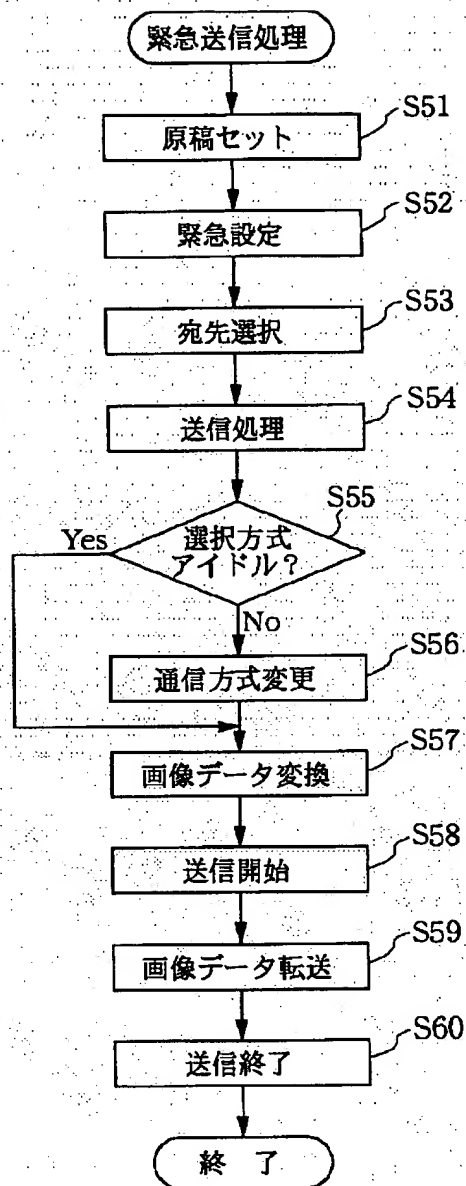 緊急送信処理
S51
原稿セット
S52
緊急設定
S53
宛先選択
S54
送信処理
S55
Yes
選択方式
アイドル?
No
S56
通信方式変更
S57
画像データ変換
S58
送信開始
S59
画像データ転送
S60
送信終了
終 了